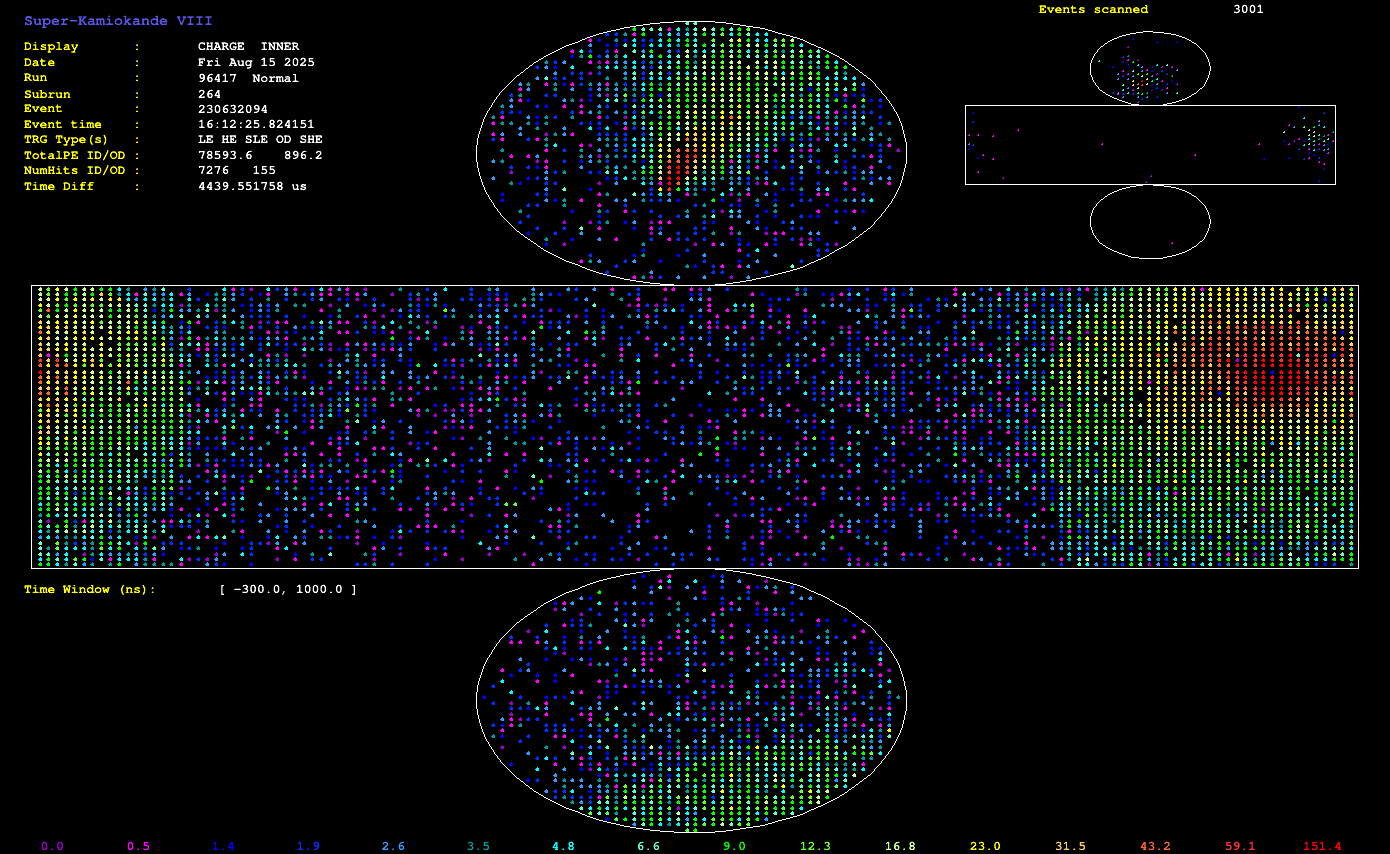 Super-Kamiokande VIII
Display : CHARGE INNER
Date : Fri Aug 15 2025
Run : 96417 Normal
Subrun : 264
Event : 230632094
Event time : 16:12:25.824151
TRG Type(s) : LE HE SLE OD SHE
TotalPE ID/OD : 78593.6 896.2
NumHits ID/OD : 7276 155
Time Diff : 4439.551758 us
Events scanned 3001
Time Window (ns): [ -300.0, 1000.0 ]
0.0 0.5 1.4 1.9 2.6 3.5 4.8 6.6 9.0 12.3 16.8 23.0 31.5 43.2 59.1 151.4